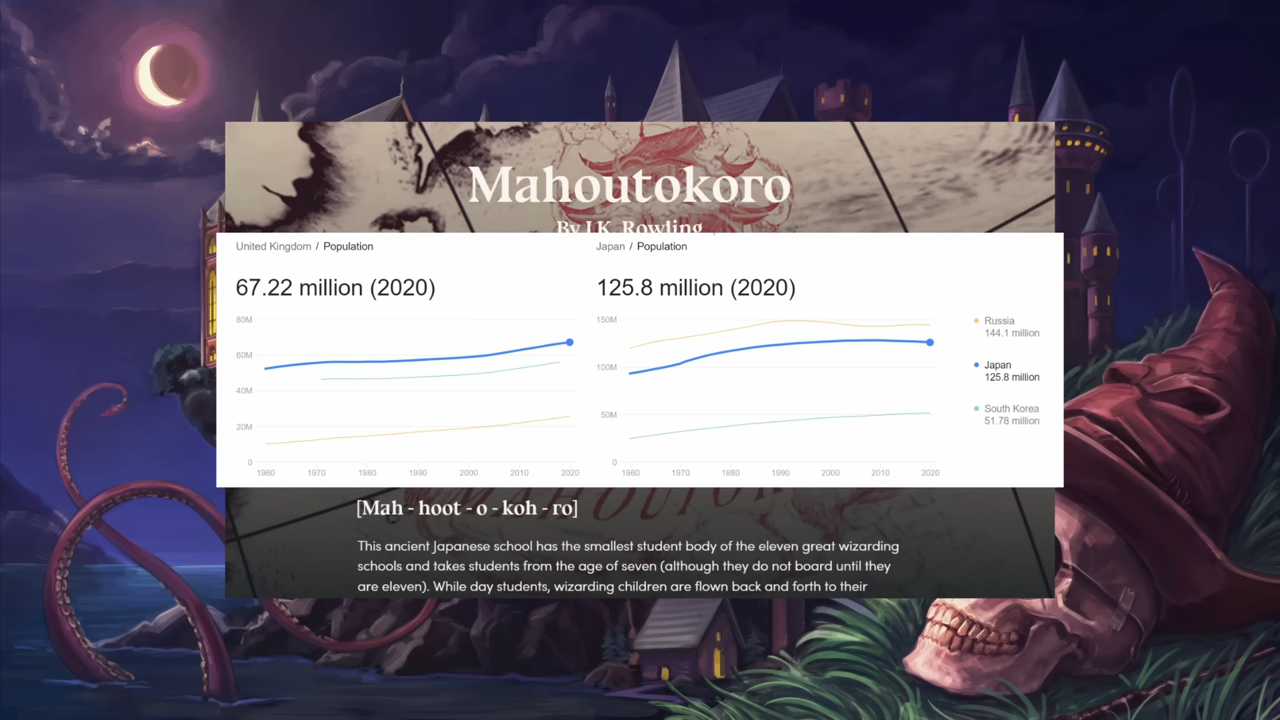 Mahoutokoro
By J.K. Rowling
United Kingdom / Population
67.22 million (2020)
80M
60M
40M
20M
0
1960 1970 1980 1990 2000 2010 2020
Japan / Population
125.8 million (2020)
150M
100M
50M
0
1960 1970 1980 1990 2000 2010 2020
Russia
144.1 million
Japan
125.8 million
South Korea
51.78 million
[Mah - hoot - o - koh - ro]
This ancient Japanese school has the smallest student body of the eleven great wizarding
schools and takes students from the age of seven (although they do not board until they
are eleven). While day students, wizarding children are flown back and forth to their